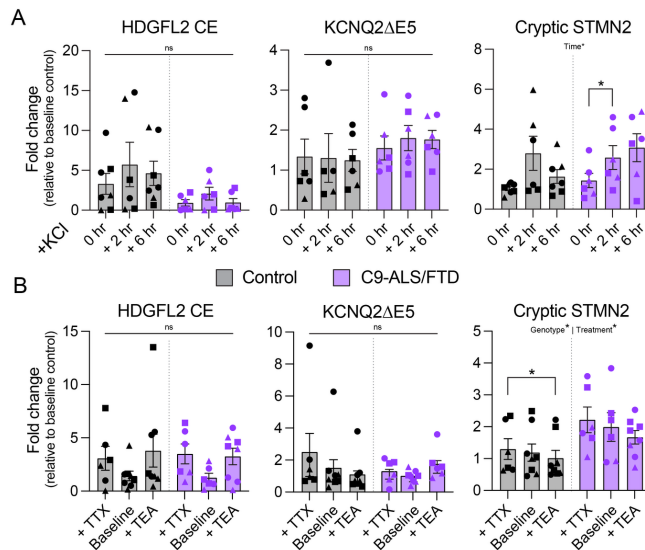 A
HDGFL2 CE
KCNQ2ΔE5
Cryptic STMN2
Fold change
(relative to baseline control)
20
15
10
5
0
ns
4
3
2
1
0
ns
8
6
4
2
0
Time*
*
+KCl
0 hr
+ 2 hr
+ 6 hr
0 hr
+ 2 hr
+ 6 hr
0 hr
+ 2 hr
+ 6 hr
0 hr
+ 2 hr
+ 6 hr
0 hr
+ 2 hr
+ 6 hr
0 hr
+ 2 hr
+ 6 hr
Control
C9-ALS/FTD
B
HDGFL2 CE
KCNQ2ΔE5
Cryptic STMN2
Fold change
(relative to baseline control)
15
10
5
0
ns
10
8
6
4
2
0
ns
5
4
3
2
1
0
Genotype* | Treatment*
*
+ TTX
Baseline
+ TEA
+ TTX
Baseline
+ TEA
+ TTX
Baseline
+ TEA
+ TTX
Baseline
+ TEA
+ TTX
Baseline
+ TEA
+ TTX
Baseline
+ TEA